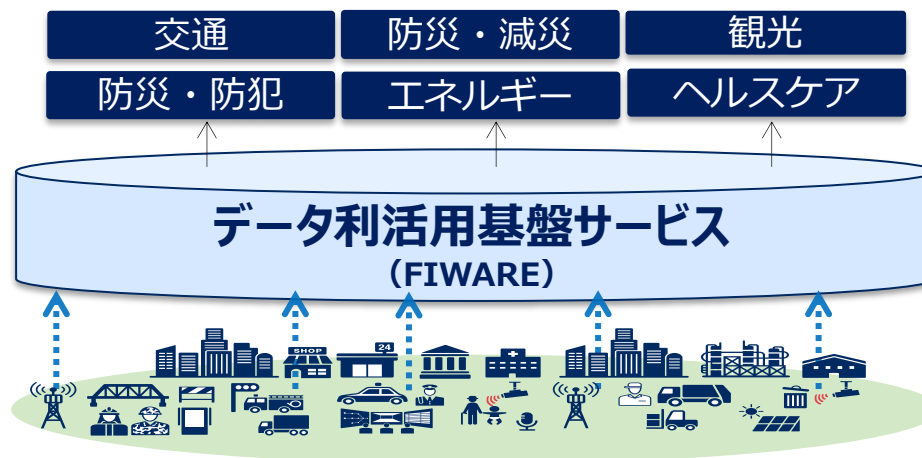 交通
防災・減災
観光
防災・防犯
エネルギー
ヘルスケア
データ利活用基盤サービス
（FIWARE）
SHOP
24